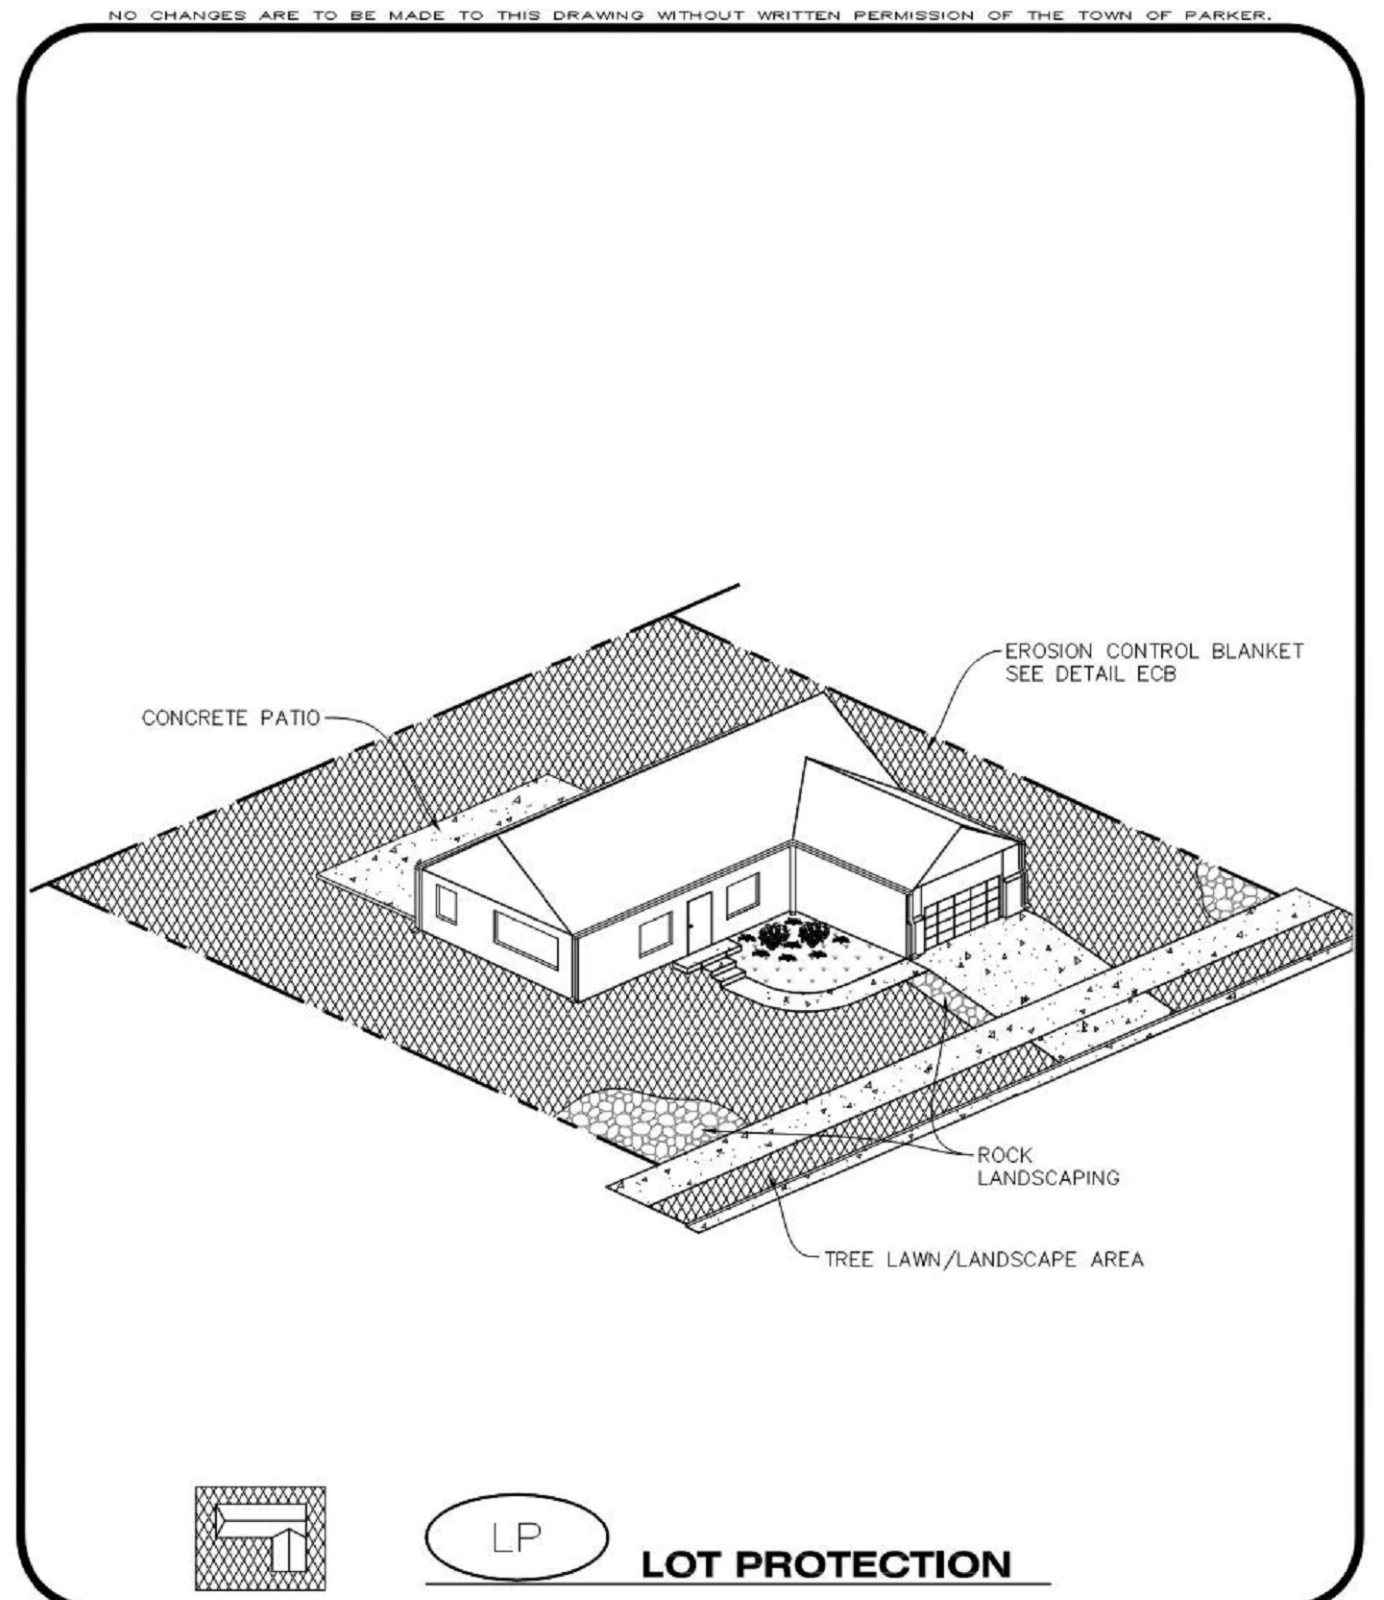 NO CHANGES ARE TO BE MADE TO THIS DRAWING WITHOUT WRITTEN PERMISSION OF THE TOWN OF PARKER.
EROSION CONTROL BLANKET
SEE DETAIL ECB
CONCRETE PATIO
ROCK
LANDSCAPING
TREE LAWN/LANDSCAPE AREA
LP
LOT PROTECTION